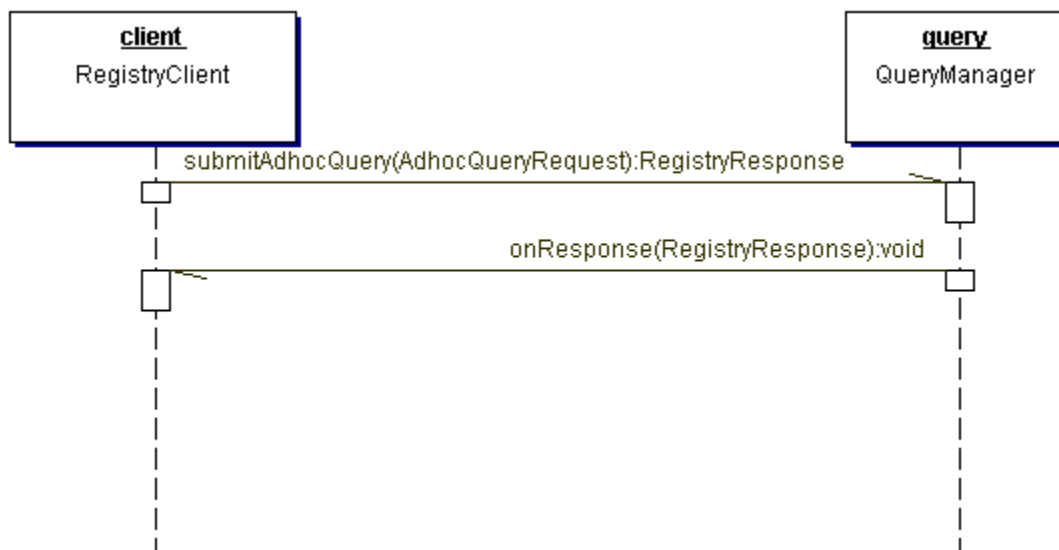 client
RegistryClient
query
QueryManager
submitAdhocQuery(AdhocQueryRequest):RegistryResponse
onResponse(RegistryResponse):void